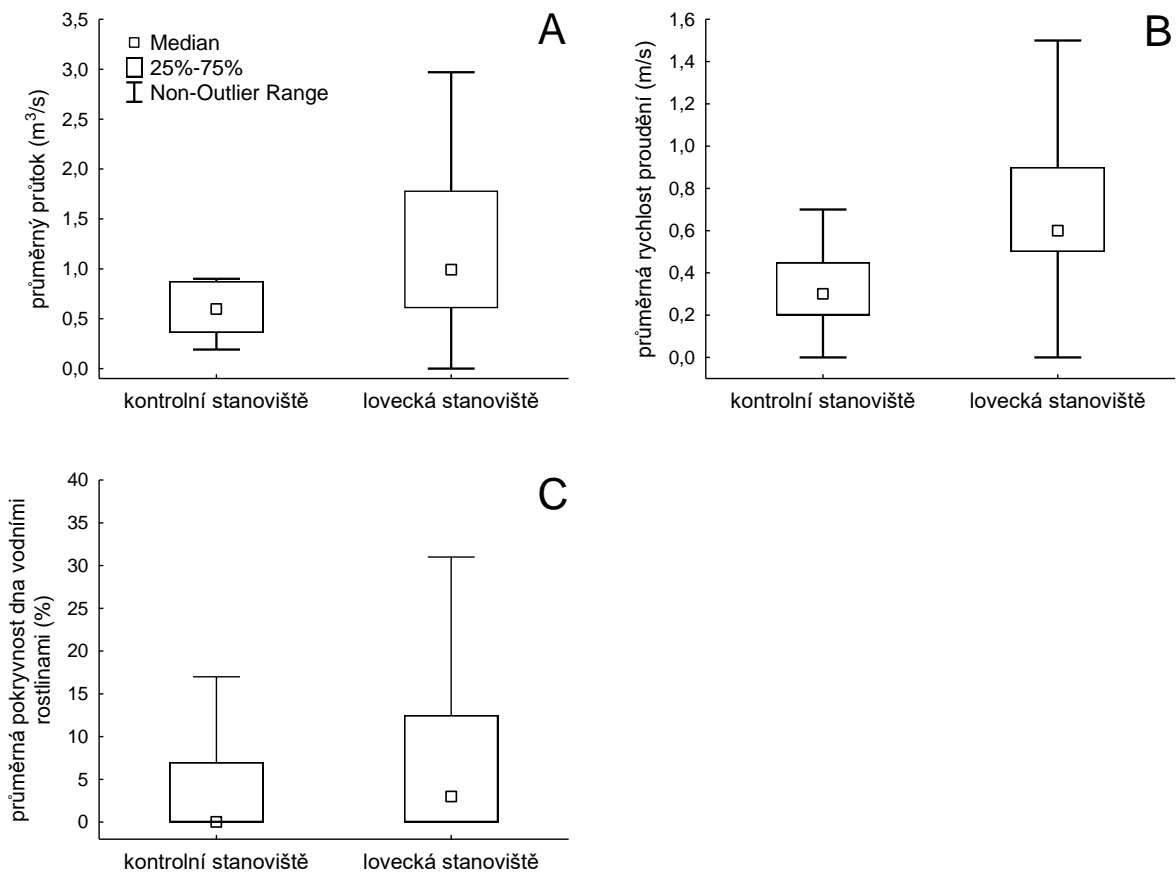 A
průměrný průtok (m³/s)
3,5
3,0
2,5
2,0
1,5
1,0
0,5
0,0
Median
25%-75%
Non-Outlier Range
kontrolní stanoviště
lovecká stanoviště
B
průměrná rychlost proudění (m/s)
1,6
1,4
1,2
1,0
0,8
0,6
0,4
0,2
0,0
kontrolní stanoviště
lovecká stanoviště
C
průměrná pokryvnost dna vodními
rostlinami (%)
40
35
30
25
20
15
10
5
0
kontrolní stanoviště
lovecká stanoviště